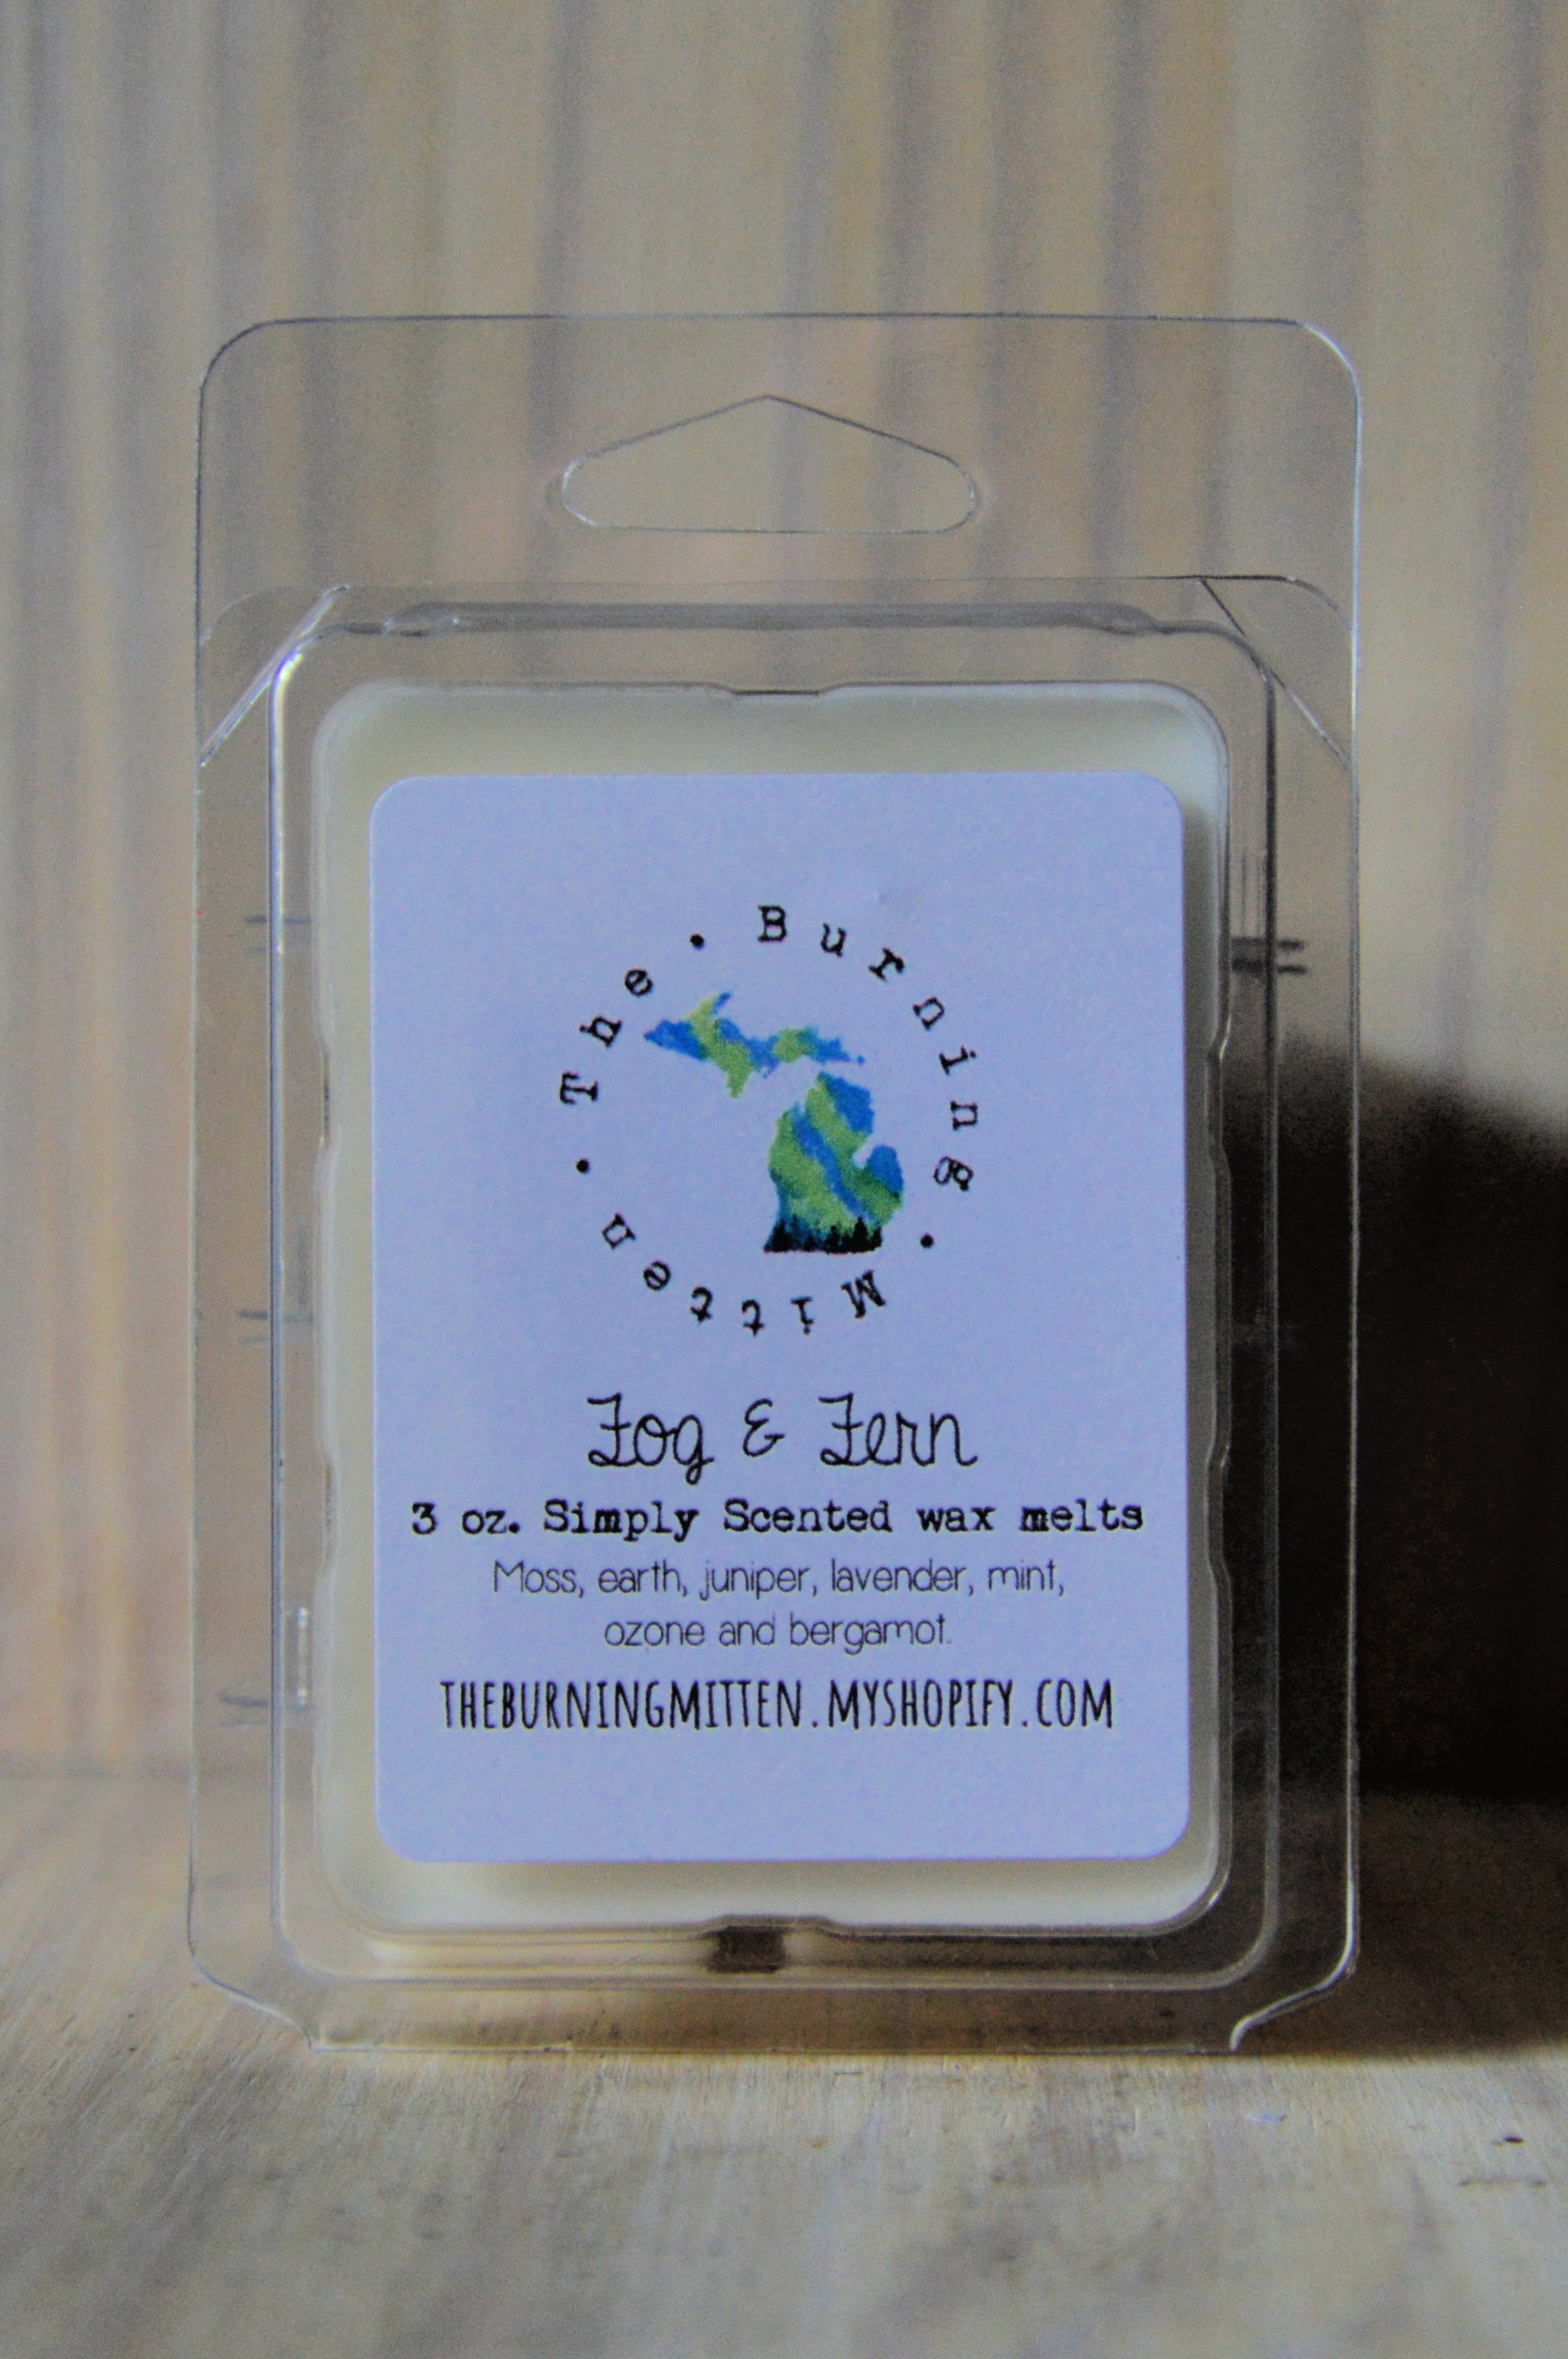 The • Burning • Mitten •
Fog & Fern
3 oz. Simply Scented wax melts
Moss, earth, juniper, lavender, mint,
ozone and bergamot.
THEBURNINGMITTEN.MYSHOPIFY.COM